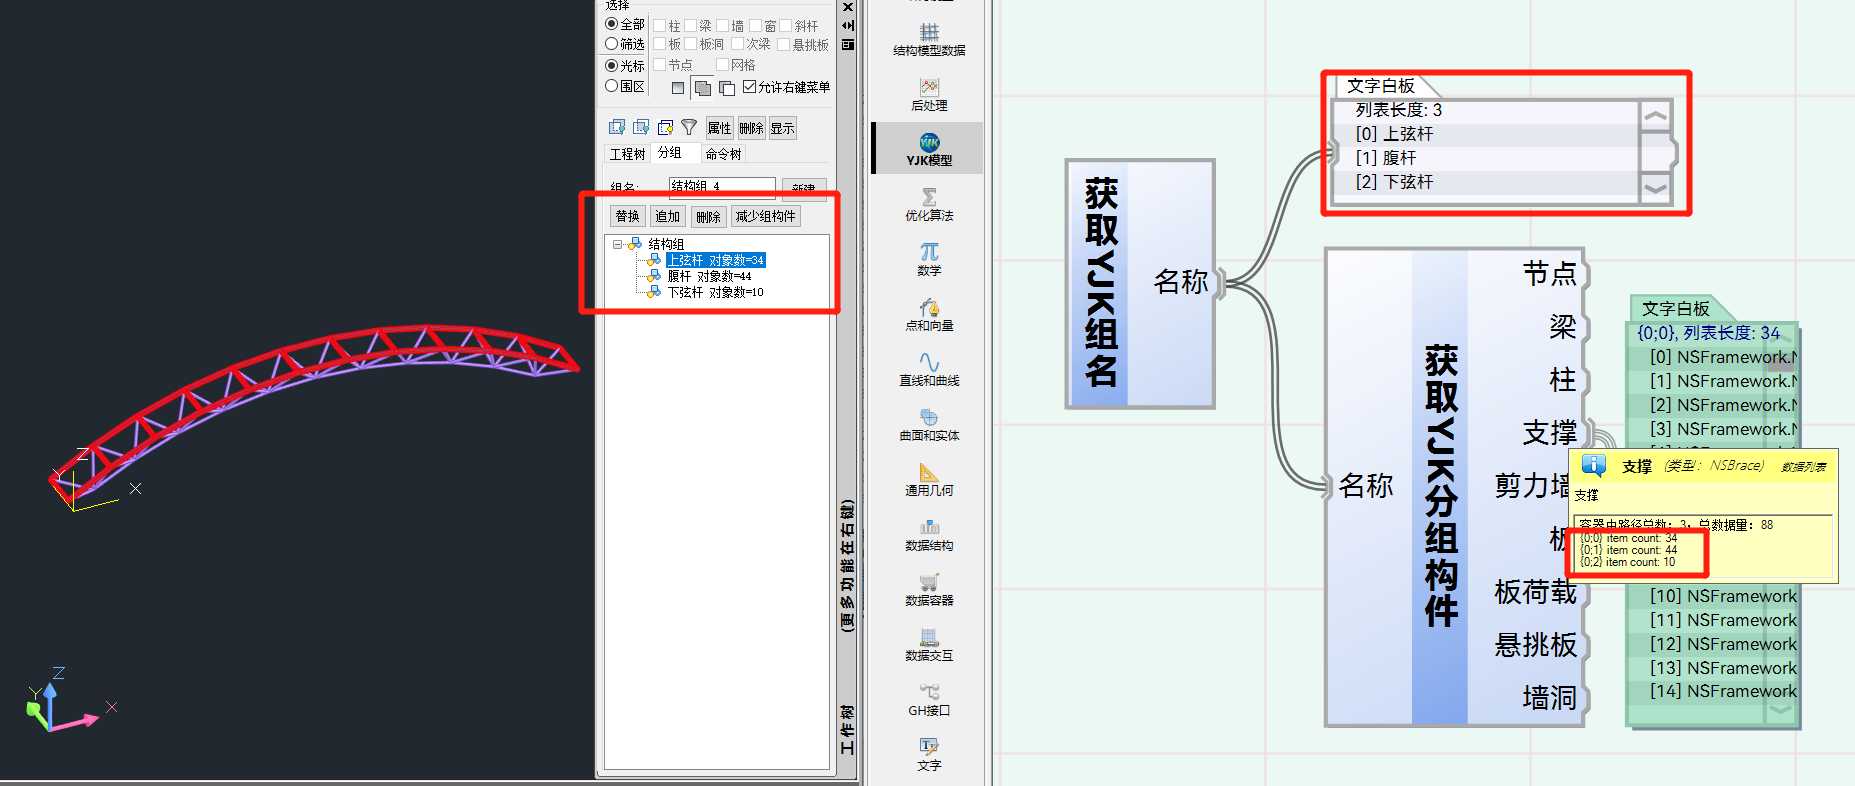 选择
全部 柱 梁 墙 窗 斜杆
筛选 板 板洞 次梁 悬挑板
光标 节点 网格
围区 允许右键菜单
属性 删除 显示
工程树 分组 命令树
组名: 结构组_4 新建
替换 追加 删除 减少组构件
结构组
上弦杆 对象数=34
腹杆 对象数=44
下弦杆 对象数=10
(更多功能在右键)
工作树
Z
Y
X
Z
Y
X
结构模型数据
后处理
YJK
YJK模型
优化算法
数学
点和向量
直线和曲线
曲面和实体
通用几何
数据结构
数据容器
数据交互
GH接口
文字
获取YJK组名
名称
文字白板
列表长度: 3
[0] 上弦杆
[1] 腹杆
[2] 下弦杆
名称
获取YJK分组构件
节点
梁
柱
支撑
剪力墙
板
板荷载
悬挑板
墙洞
文字白板
{0;0}, 列表长度: 34
[0] NSFramework.
[1] NSFramework.
[2] NSFramework.
[3] NSFramework.
支撑 (类型: NSBrace) 数据列表
支撑
容器中路径总数: 3, 总数据量: 88
{0;0} item count: 34
{0;1} item count: 44
{0;2} item count: 10
[10] NSFramework
[11] NSFramework
[12] NSFramework
[13] NSFramework
[14] NSFramework